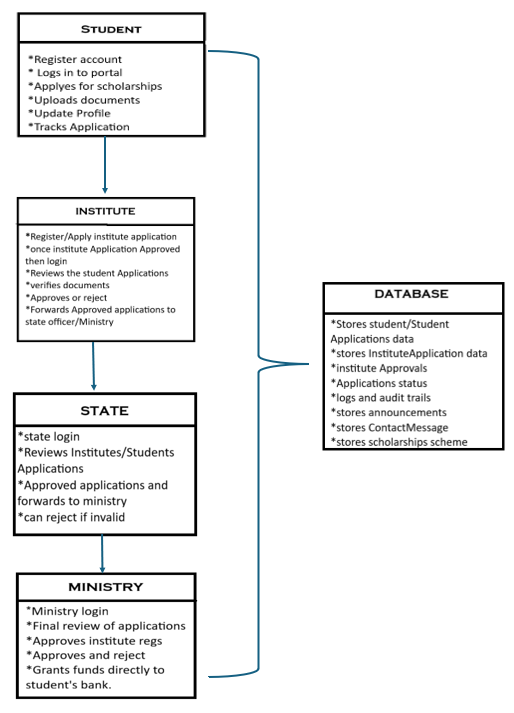 STUDENT
*Register account
* Logs in to portal
*Applyes for scholarships
*Uploads documents
*Update Profile
*Tracks Application
INSTITUTE
*Register/Apply institute application
*once institute Application Approved
then login
*Reviews the student Applications
*verifies documents
*Approves or reject
*Forwards Approved applications to
state officer/Ministry
STATE
*state login
*Reviews Institutes/Students
Applications
*Approved applications and
forwards to ministry
*can reject if invalid
MINISTRY
*Ministry login
*Final review of applications
*Approves institute regs
*Approves and reject
*Grants funds directly to
student's bank.
DATABASE
*Stores student/Student
Applications data
*stores InstituteApplication data
*institute Approvals
*Applications status
*logs and audit trails
*stores announcements
*stores ContactMessage
*stores scholarships scheme